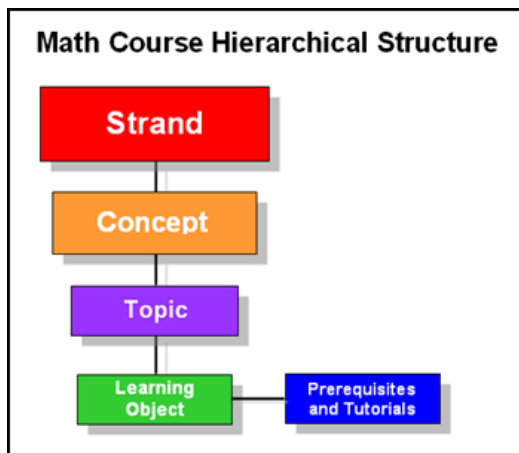 Math Course Hierarchical Structure
Strand
Concept
Topic
Learning
Object
Prerequisites
and Tutorials